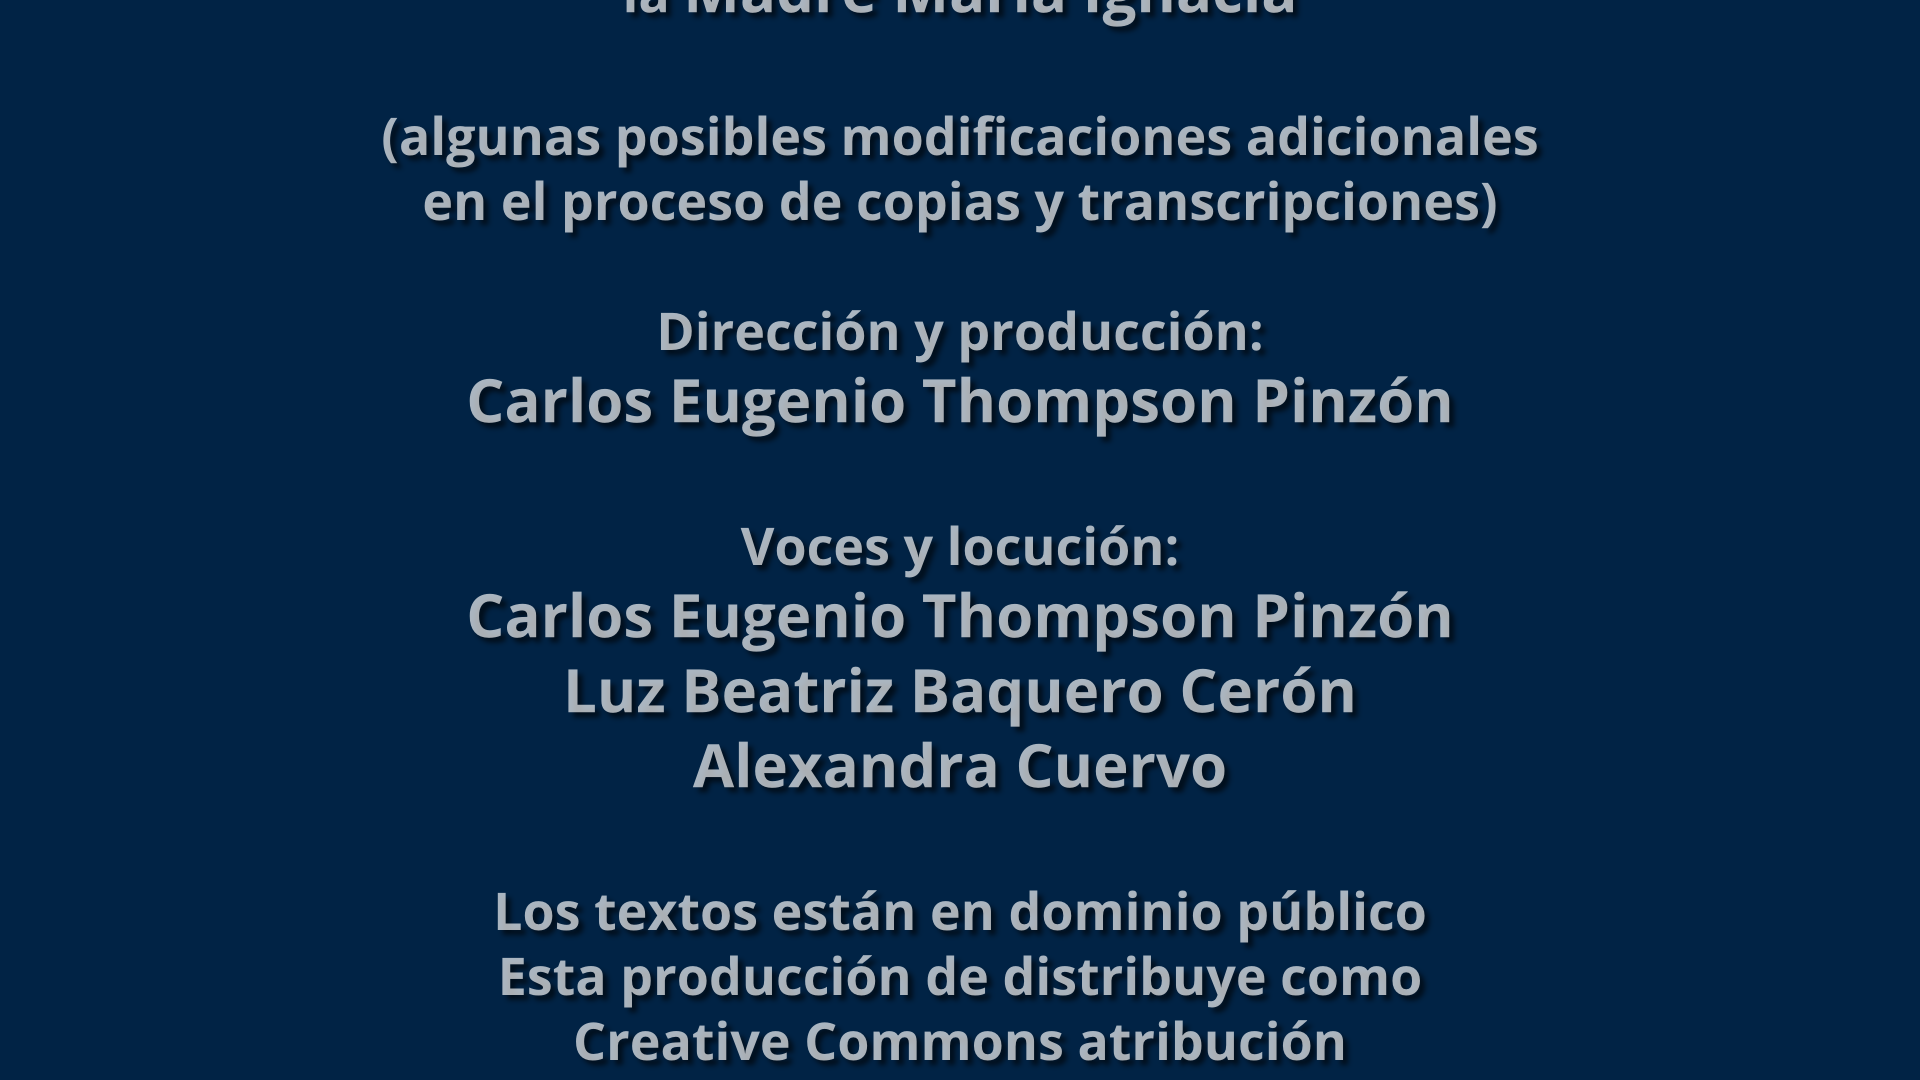 la Madre María Ignacia
(algunas posibles modificaciones adicionales
en el proceso de copias y transcripciones)
Dirección y producción:
Carlos Eugenio Thompson Pinzón
Voces y locución:
Carlos Eugenio Thompson Pinzón
Luz Beatriz Baquero Cerón
Alexandra Cuervo
Los textos están en dominio público
Esta producción de distribuye como
Creative Commons atribución